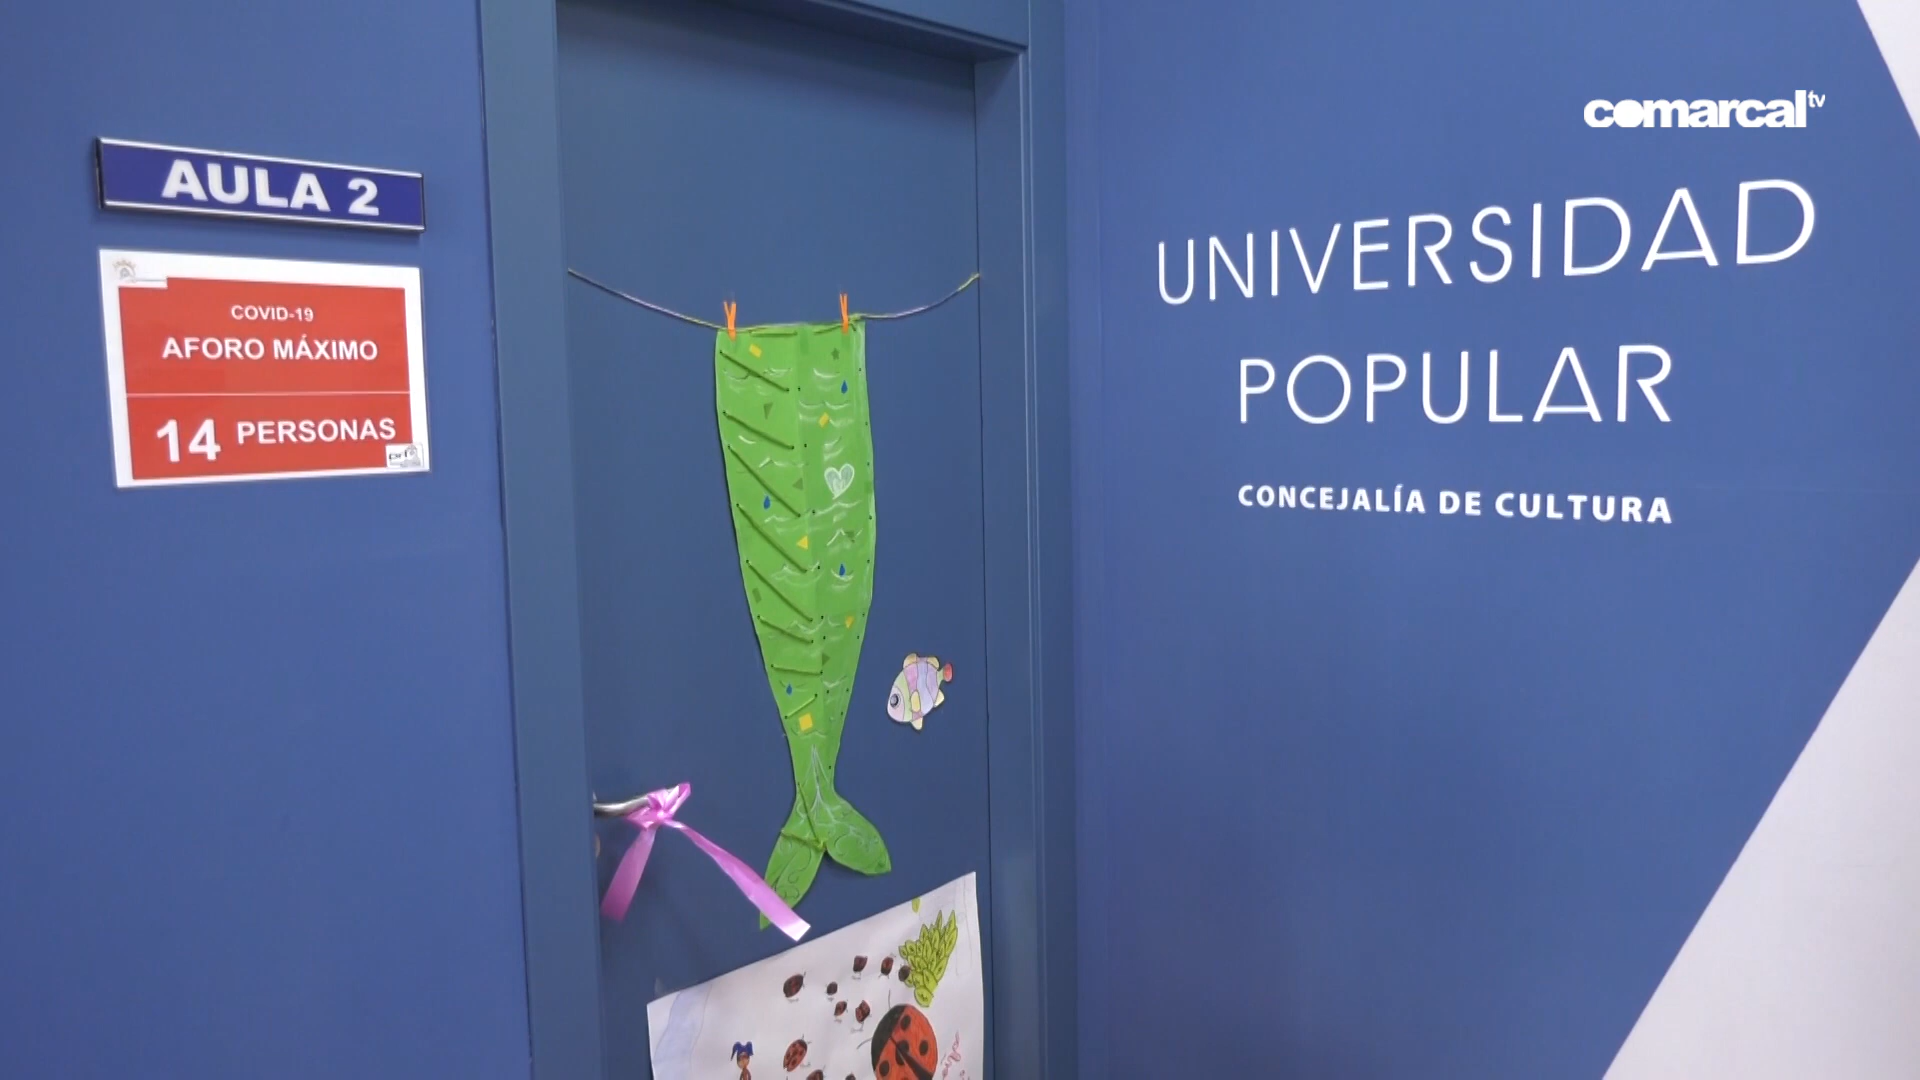 AULA 2
COVID-19
AFORO MÁXIMO
14 PERSONAS
comarcal tv
UNIVERSIDAD
POPULAR
CONCEJALÍA DE CULTURA